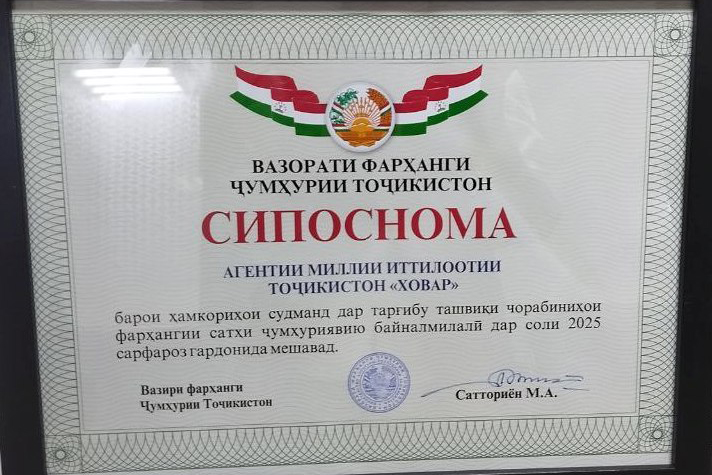 ВАЗОРАТИ ФАРҲАНГИ
ҶУМҲУРИИ ТОҶИКИСТОН
СИПОСНОМА
АГЕНТИИ МИЛЛИИ ИТТИЛООТИИ
ТОҶИКИСТОН «ХОВАР»
барои ҳамкориҳои судманд дар тарғибу ташвиқи чорабиниҳои
фарҳангии сатҳи ҷумҳуриявию байналмилалӣ дар соли 2025
сарфароз гардонида мешавад.
Вазири фарҳанги
Ҷумҳурии Тоҷикистон
Сатториён М.А.